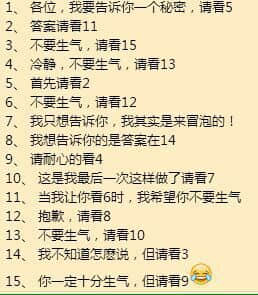 1、 各位，我要告诉你一个秘密，请看5
2、 答案请看11
3、 不要生气，请看15
4、 冷静，不要生气，请看13
5、 首先请看2
6、 不要生气，请看12
7、 我只想告诉你，我其实是来冒泡的！
8、 我想告诉你的是答案在14
9、 请耐心的看4
10、 这是我最后一次这样做了请看7
11、 当我让你看6时，我希望你不要生气
12、 抱歉，请看8
13、 不要生气，请看10
14、 我不知道怎麽说，但请看3
15、 你一定十分生气，但请看9😂